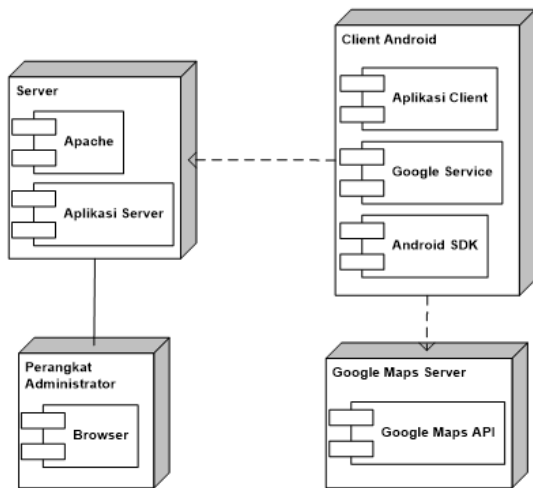 Server
Apache
Aplikasi Server
Client Android
Aplikasi Client
Google Service
Android SDK
Perangkat
Administrator
Browser
Google Maps Server
Google Maps API